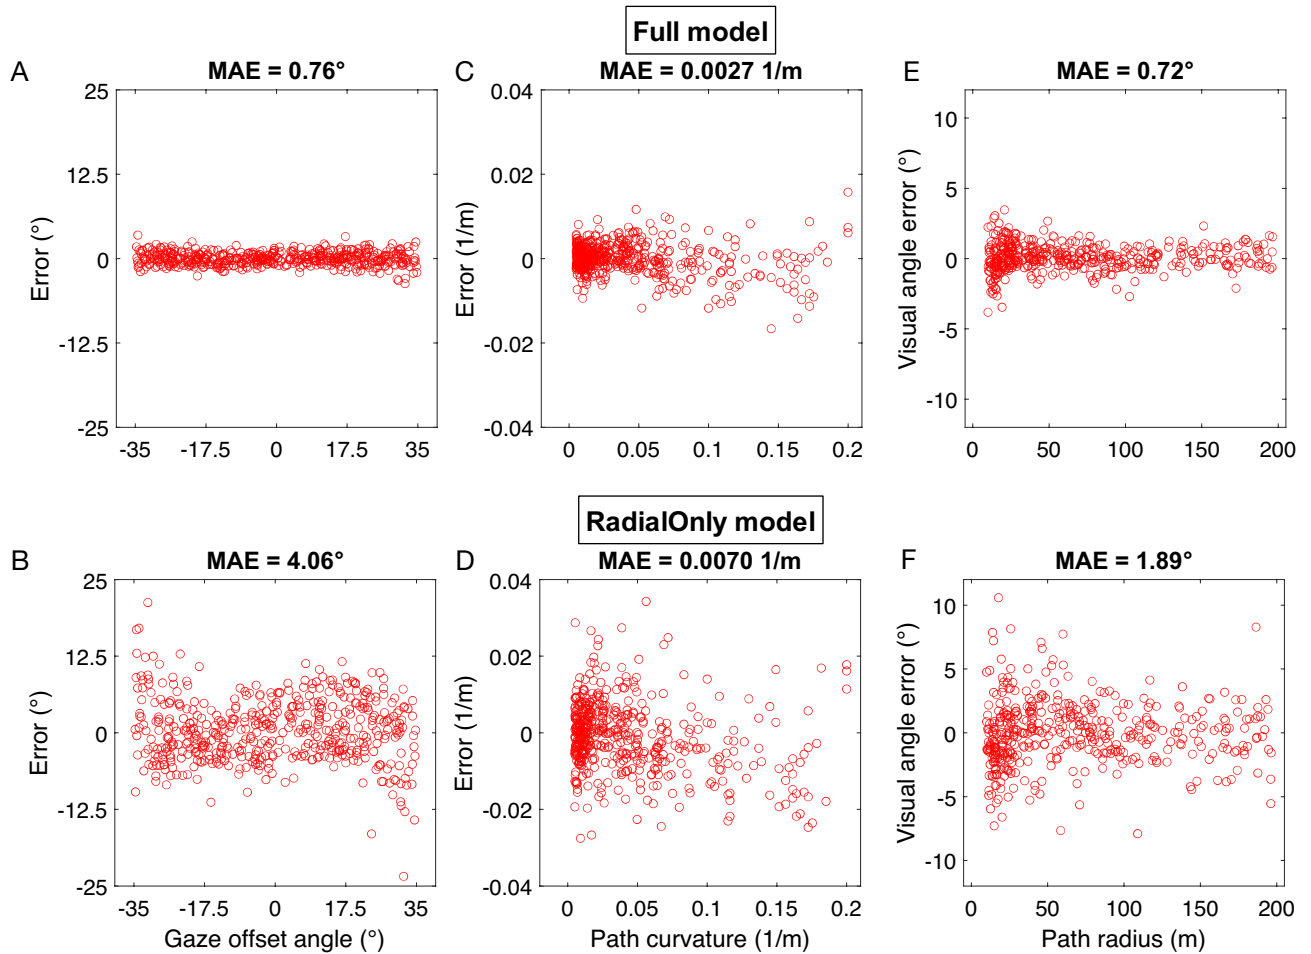 Full model
A
MAE = 0.76°
25
12.5
0
-12.5
-25
Error (°)
-35
-17.5
0
17.5
35
C
MAE = 0.0027 1/m
0.04
0.02
0
-0.02
-0.04
Error (1/m)
0
0.05
0.1
0.15
0.2
E
MAE = 0.72°
10
5
0
-5
-10
Visual angle error (°)
0
50
100
150
200
RadialOnly model
B
MAE = 4.06°
25
12.5
0
-12.5
-25
Error (°)
-35
-17.5
0
17.5
35
Gaze offset angle (°)
D
MAE = 0.0070 1/m
0.04
0.02
0
-0.02
-0.04
Error (1/m)
0
0.05
0.1
0.15
0.2
Path curvature (1/m)
F
MAE = 1.89°
10
5
0
-5
-10
Visual angle error (°)
0
50
100
150
200
Path radius (m)